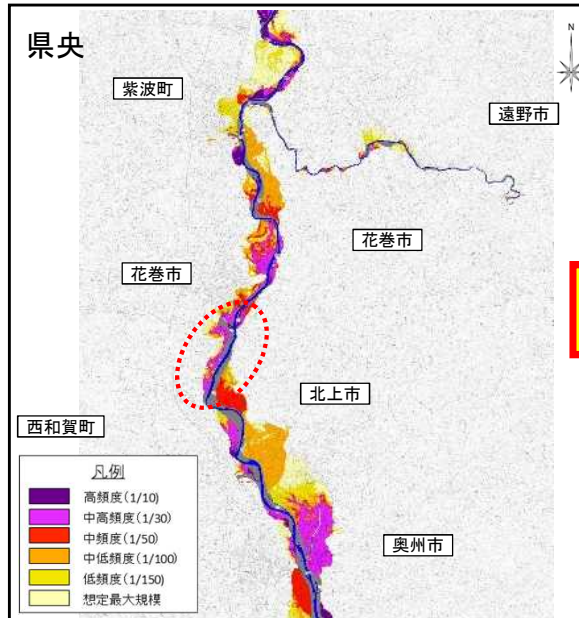 県央
N
紫波町
遠野市
花巻市
花巻市
北上市
西和賀町
奥州市
凡例
高頻度(1/10)
中高頻度(1/30)
中頻度(1/50)
中低頻度(1/100)
低頻度(1/150)
想定最大規模